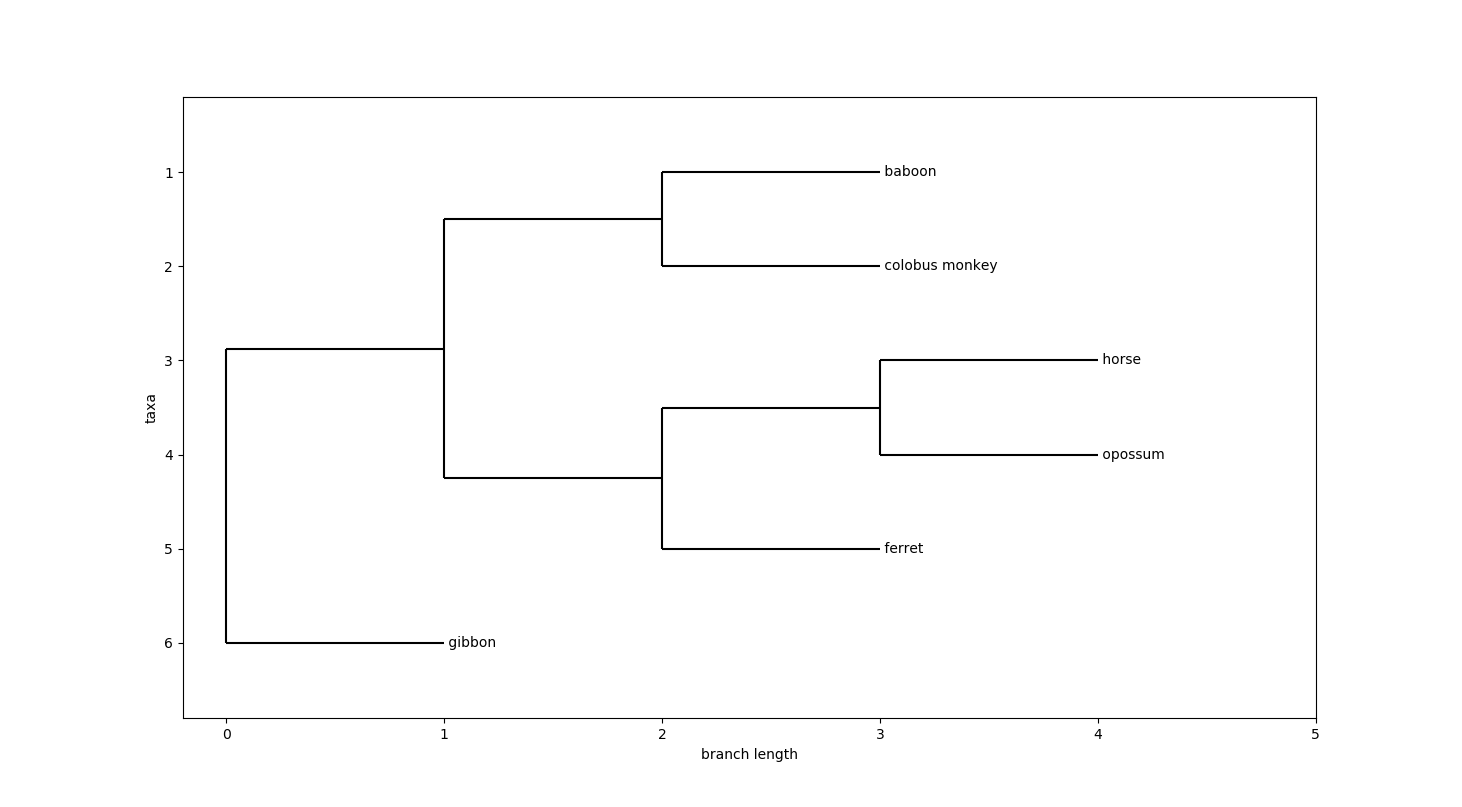 1
baboon
2
colobus monkey
3
horse
taxa
4
opossum
5
ferret
6
gibbon
0 1 2 3 4 5
branch length